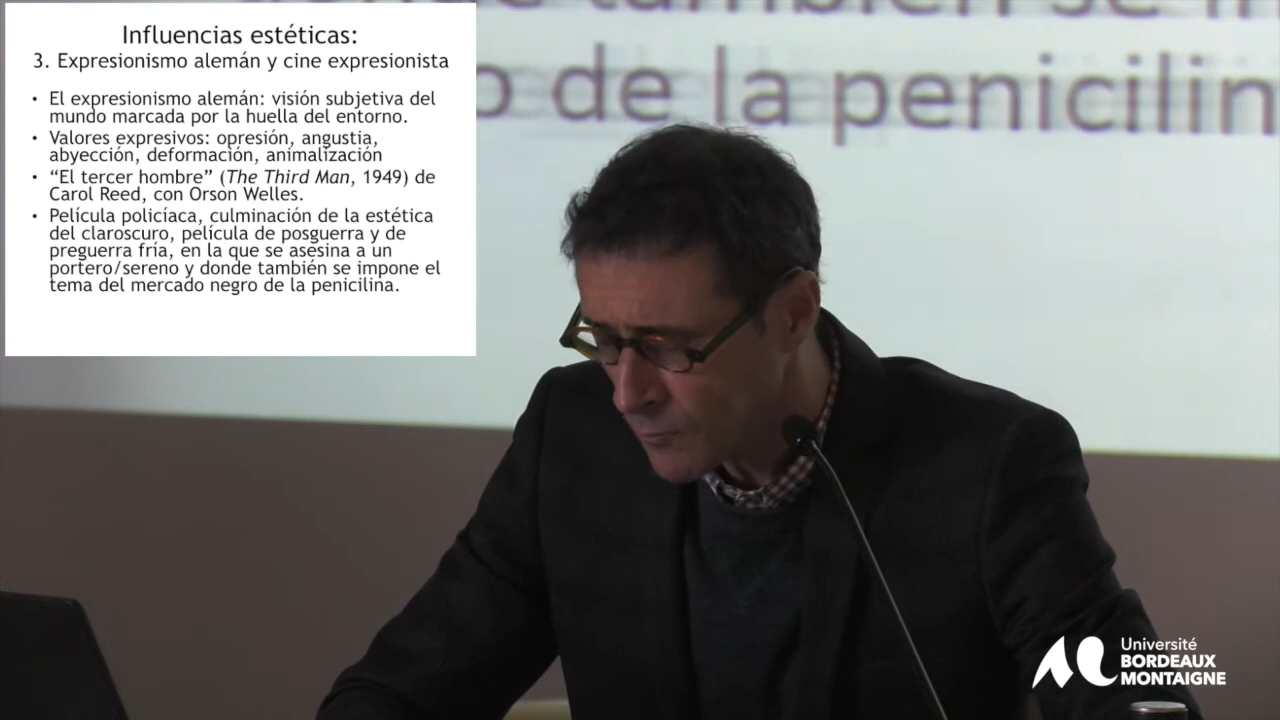 Influencias estéticas:
3. Expresionismo alemán y cine expresionista
• El expresionismo alemán: visión subjetiva del
mundo marcada por la huella del entorno.
• Valores expresivos: opresión, angustia,
abyección, deformación, animalización
• “El tercer hombre” (The Third Man, 1949) de
Carol Reed, con Orson Welles.
• Película policíaca, culminación de la estética
del claroscuro, película de posguerra y de
preguerra fría, en la que se asesina a un
portero/sereno y donde también se impone el
tema del mercado negro de la penicilina.
también se
de la penicilin
Université
BORDEAUX
MONTAIGNE